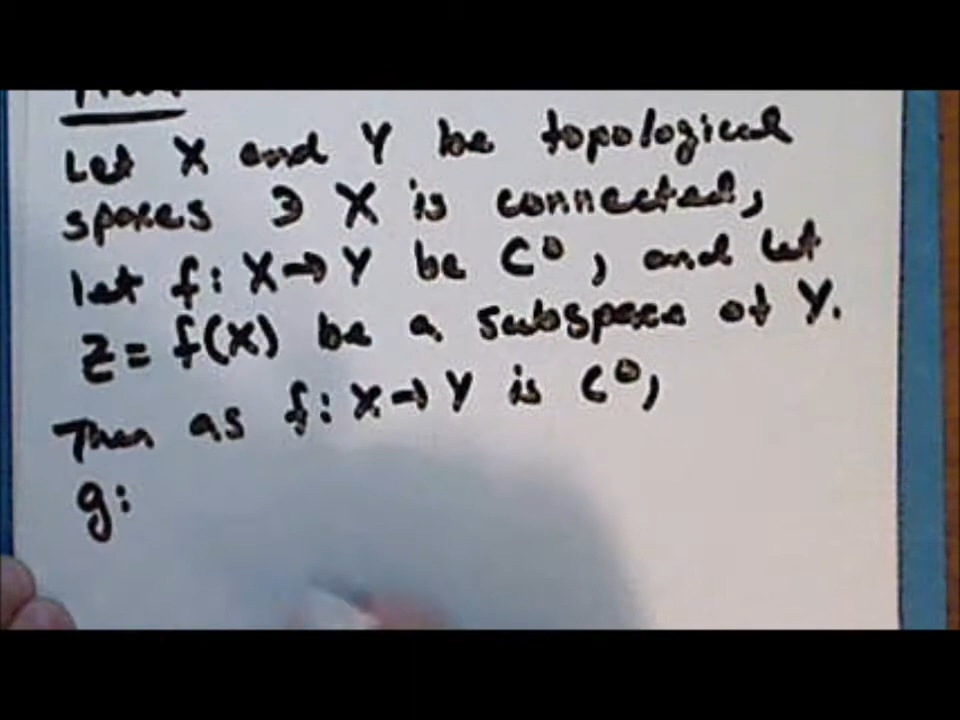 Let X and Y be topological
spaces ∋ X is connected,
let f: X→Y be C⁰, and let
Z = f(X) be a subspace of Y.
Then as f: X→Y is C⁰,
g: